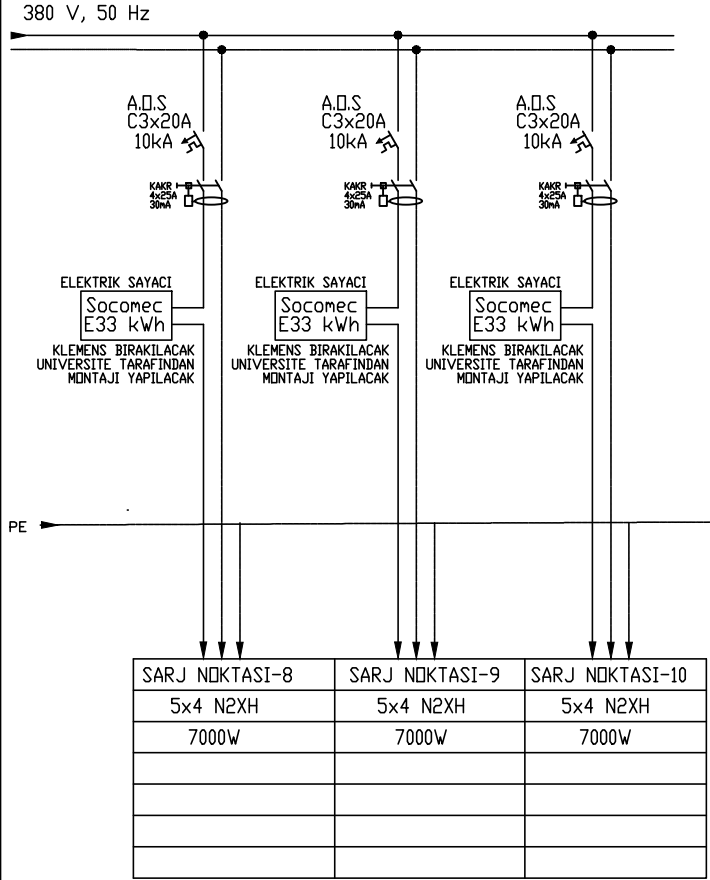 380 V, 50 Hz
A.O.S
C3x20A
10kA
A.O.S
C3x20A
10kA
A.O.S
C3x20A
10kA
KAKR
4x25A
30mA
KAKR
4x25A
30mA
KAKR
4x25A
30mA
ELEKTRIK SAYACI
Socomec
E33 kWh
KLEMENS BIRAKILACAK
UNIVERSITE TARAFINDAN
MONTAJI YAPILACAK
ELEKTRIK SAYACI
Socomec
E33 kWh
KLEMENS BIRAKILACAK
UNIVERSITE TARAFINDAN
MONTAJI YAPILACAK
ELEKTRIK SAYACI
Socomec
E33 kWh
KLEMENS BIRAKILACAK
UNIVERSITE TARAFINDAN
MONTAJI YAPILACAK
PE
SARJ NOKTASI-8 SARJ NOKTASI-9 SARJ NOKTASI-10
5x4 N2XH 5x4 N2XH 5x4 N2XH
7000W 7000W 7000W